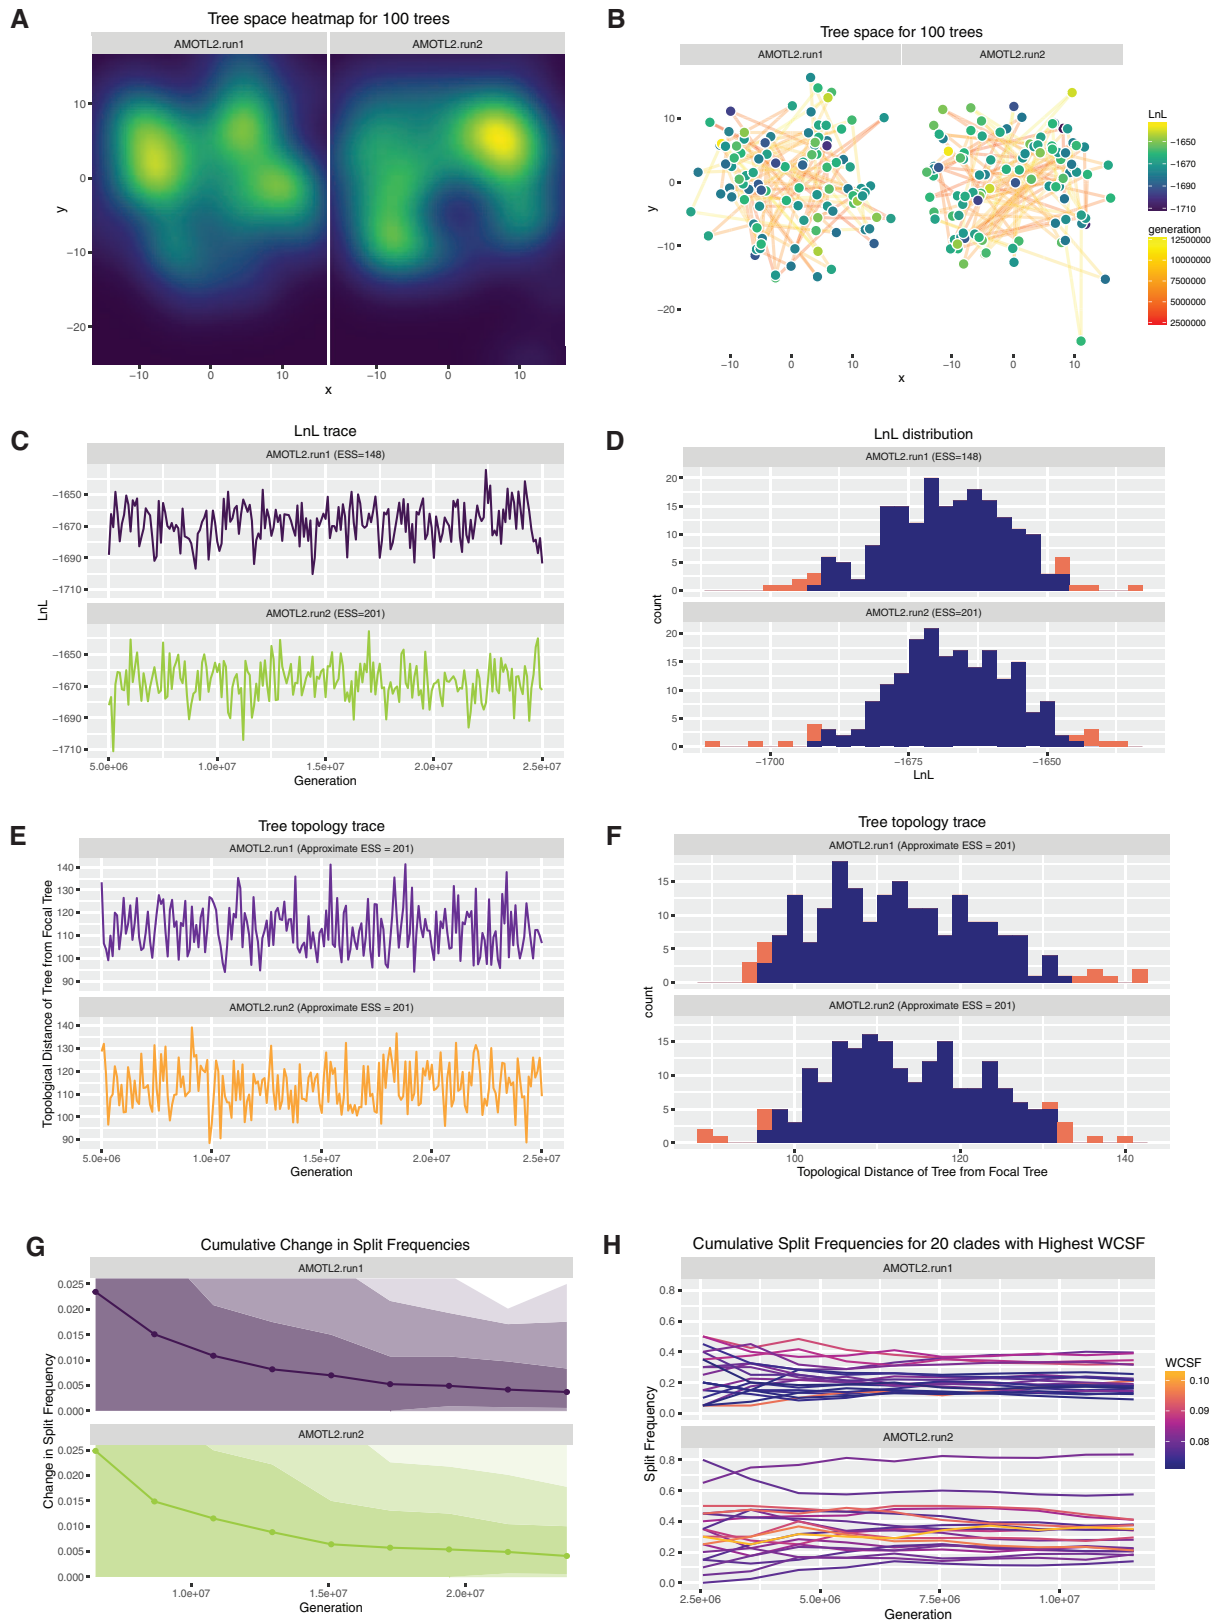 A
Tree space heatmap for 100 trees
AMOTL2.run1
AMOTL2.run2
10
0
−10
−20
y
−10
0
10
−10
0
10
x
B
Tree space for 100 trees
AMOTL2.run1
AMOTL2.run2
10
0
−10
−20
y
−10
0
10
−10
0
10
x
LnL
−1650
−1670
−1690
−1710
generation
12500000
10000000
7500000
5000000
2500000
C
LnL trace
AMOTL2.run1 (ESS=148)
−1650
−1670
−1690
−1710
LnL
AMOTL2.run2 (ESS=201)
−1650
−1670
−1690
−1710
5.0e+06
1.0e+07
1.5e+07
2.0e+07
2.5e+07
Generation
D
LnL distribution
AMOTL2.run1 (ESS=148)
20
15
10
5
0
count
AMOTL2.run2 (ESS=201)
20
15
10
5
0
−1700
−1675
−1650
LnL
E
Tree topology trace
AMOTL2.run1 (Approximate ESS = 201)
140
130
120
110
100
90
Topological Distance of Tree from Focal Tree
AMOTL2.run2 (Approximate ESS = 201)
140
130
120
110
100
90
5.0e+06
1.0e+07
1.5e+07
2.0e+07
2.5e+07
Generation
F
Tree topology trace
AMOTL2.run1 (Approximate ESS = 201)
15
10
5
0
count
AMOTL2.run2 (Approximate ESS = 201)
15
10
5
0
100
120
140
Topological Distance of Tree from Focal Tree
G
Cumulative Change in Split Frequencies
AMOTL2.run1
0.025
0.020
0.015
0.010
0.005
0.000
Change in Split Frequency
AMOTL2.run2
0.025
0.020
0.015
0.010
0.005
0.000
1.0e+07
1.5e+07
2.0e+07
Generation
H
Cumulative Split Frequencies for 20 clades with Highest WCSF
AMOTL2.run1
0.8
0.6
0.4
0.2
0.0
Split Frequency
AMOTL2.run2
0.8
0.6
0.4
0.2
0.0
2.5e+06
5.0e+06
7.5e+06
1.0e+07
Generation
WCSF
0.10
0.09
0.08